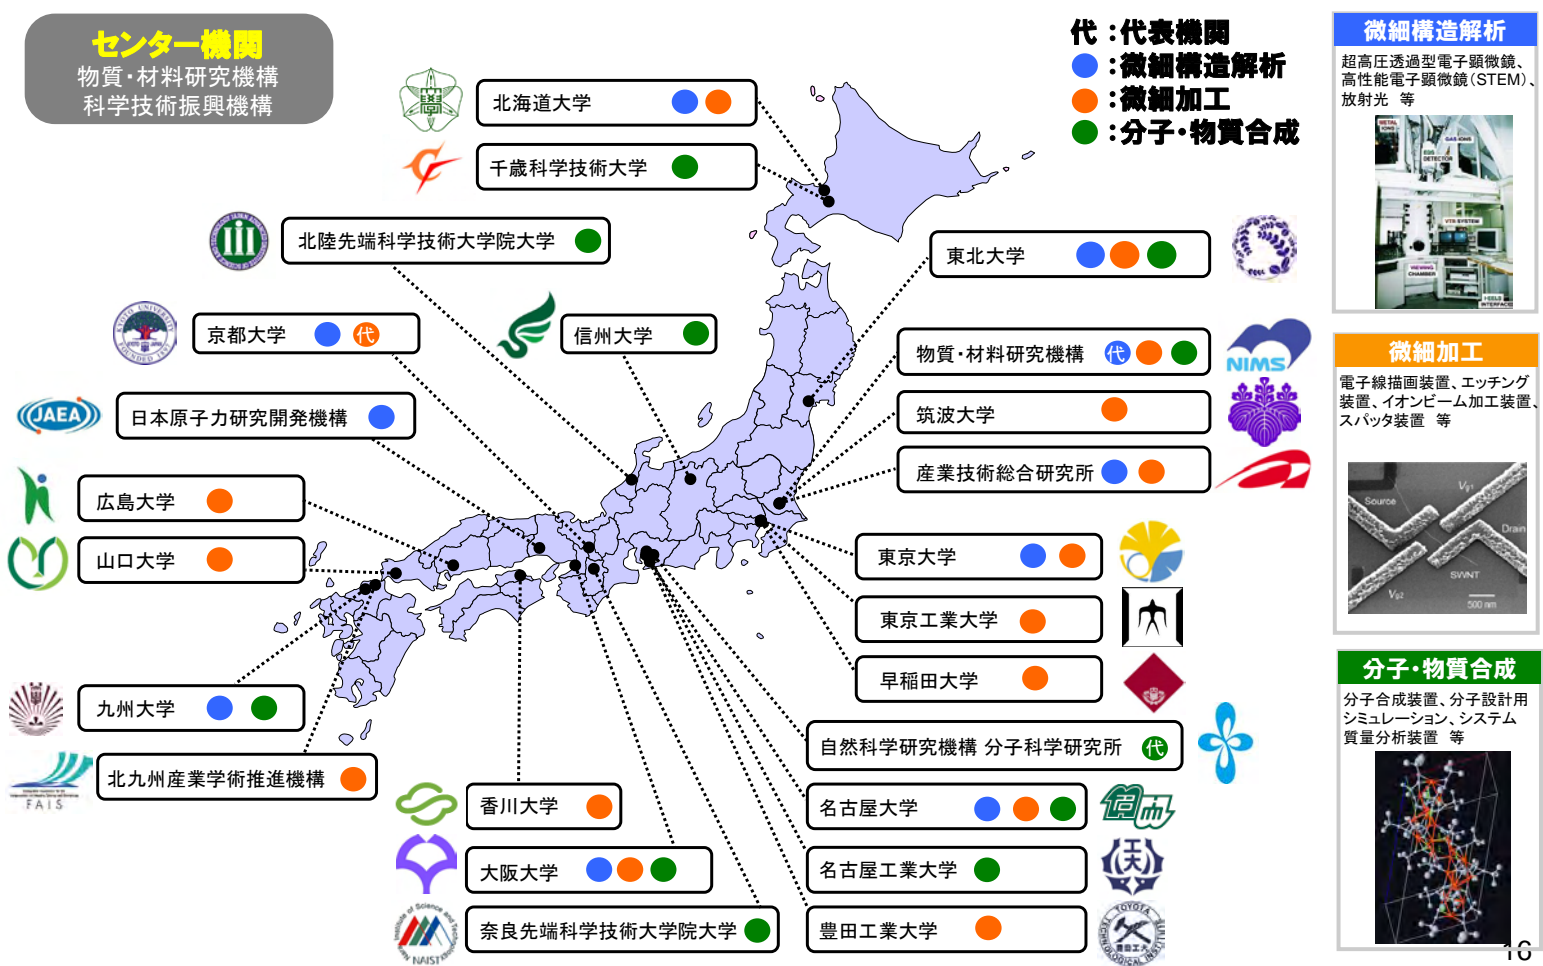 センター機関
物質・材料研究機構
科学技術振興機構
代：代表機関
：微細構造解析
：微細加工
：分子・物質合成
北海道大学
千歳科学技術大学
北陸先端科学技術大学院大学
京都大学 代
信州大学
日本原子力研究開発機構
広島大学
山口大学
九州大学
北九州産業学術推進機構
香川大学
大阪大学
奈良先端科学技術大学院大学
東北大学
物質・材料研究機構 代
筑波大学
産業技術総合研究所
東京大学
東京工業大学
早稲田大学
自然科学研究機構 分子科学研究所 代
名古屋大学
名古屋工業大学
豊田工業大学
JAEA
FAIS
NAIST
NIMS
微細構造解析
超高圧透過型電子顕微鏡、
高性能電子顕微鏡（STEM）、
放射光 等
METAL
IONS
GAS IONS
EDS
DETECTOR
VTR SYSTEM
VIEWING
CHAMBER
INTERFACE
微細加工
電子線描画装置、エッチング
装置、イオンビーム加工装置、
スパッタ装置 等
Source
Vg1
Drain
SWNT
Vg2
500 nm
分子・物質合成
分子合成装置、分子設計用
シミュレーション、システム
質量分析装置 等
16